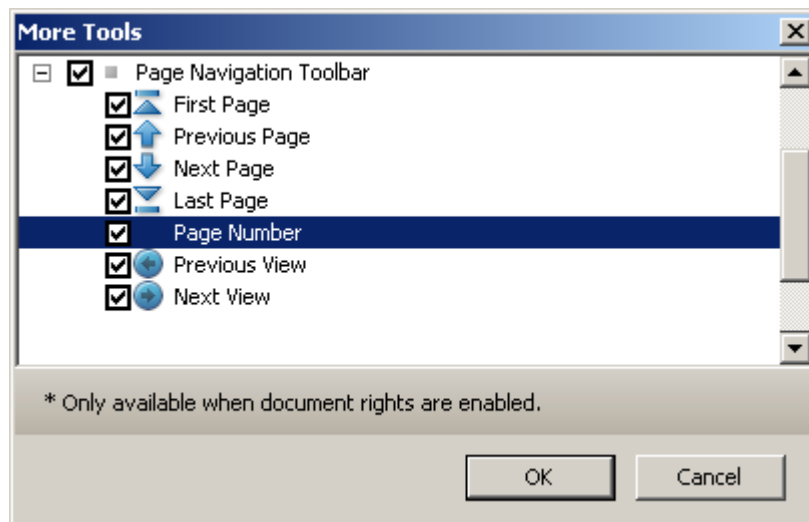 More Tools
Page Navigation Toolbar
First Page
Previous Page
Next Page
Last Page
Page Number
Previous View
Next View
* Only available when document rights are enabled.
OK Cancel